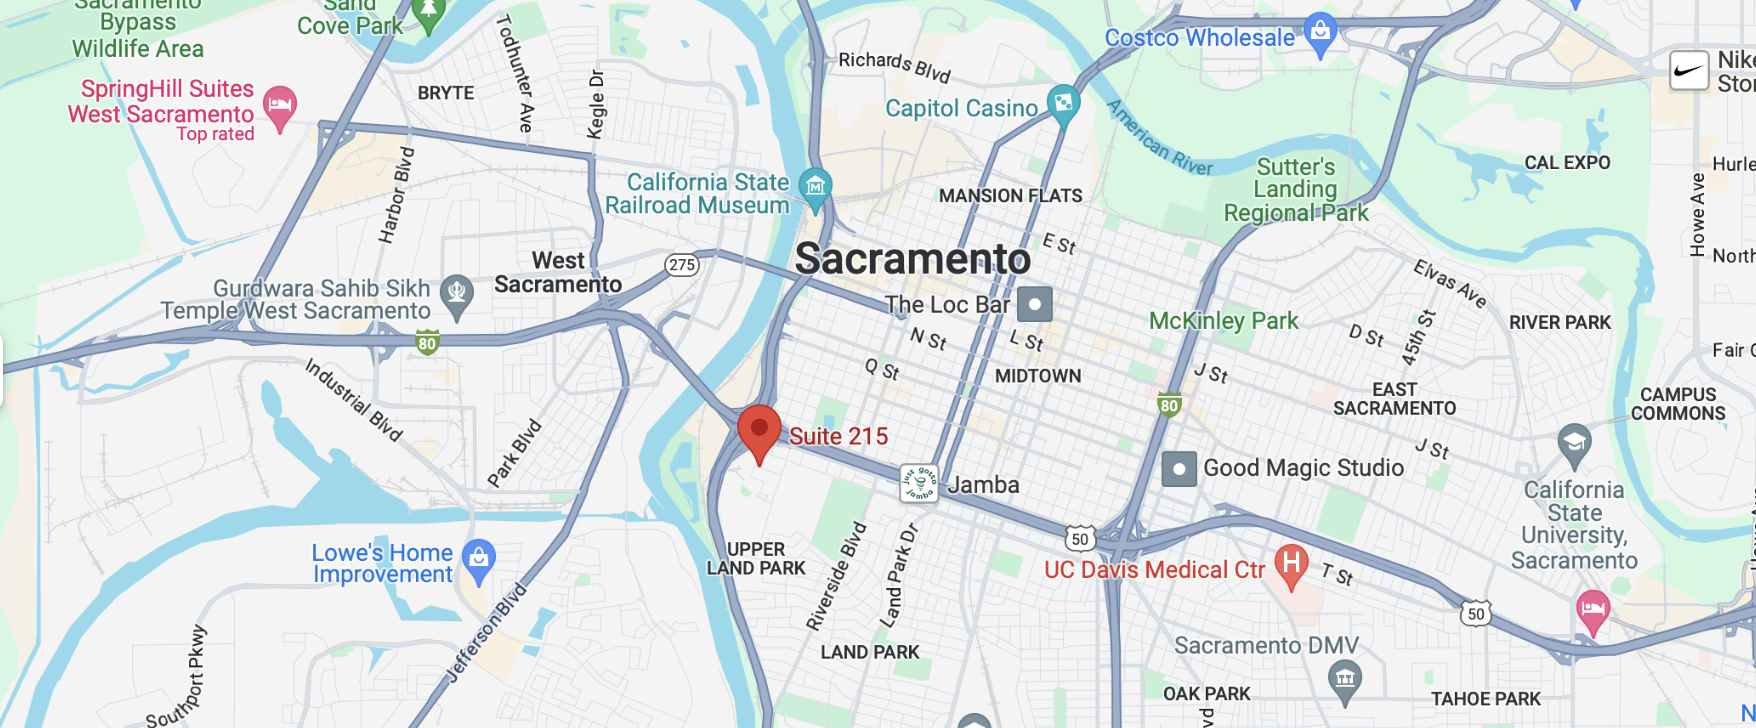 Sacramento
Bypass
Wildlife Area
Sand
Cove Park
SpringHill Suites
West Sacramento
Top rated
BRYTE
Todhunter Ave
Kegle Dr
Harbor Blvd
Richards Blvd
Capitol Casino
Costco Wholesale
American River
Nike
Stor
CAL EXPO
Hurle
Howe Ave
North
Sutter's
Landing
Regional Park
California State
Railroad Museum
MANSION FLATS
E St
Sacramento
West
Sacramento
275
Gurdwara Sahib Sikh
Temple West Sacramento
80
The Loc Bar
N St
L St
Q St
MIDTOWN
McKinley Park
Elvas Ave
D St
45th St
RIVER PARK
Fair O
J St
80
EAST
SACRAMENTO
CAMPUS
COMMONS
J St
Industrial Blvd
Park Blvd
Suite 215
just gotta
Jamba
Jamba
Good Magic Studio
California
State
University,
Sacramento
50
UC Davis Medical Ctr
H
T St
50
Lowe's Home
Improvement
UPPER
LAND PARK
Riverside Blvd
Land Park Dr
Jefferson Blvd
Southport Pkwy
LAND PARK
Sacramento DMV
OAK PARK
TAHOE PARK
vd
N